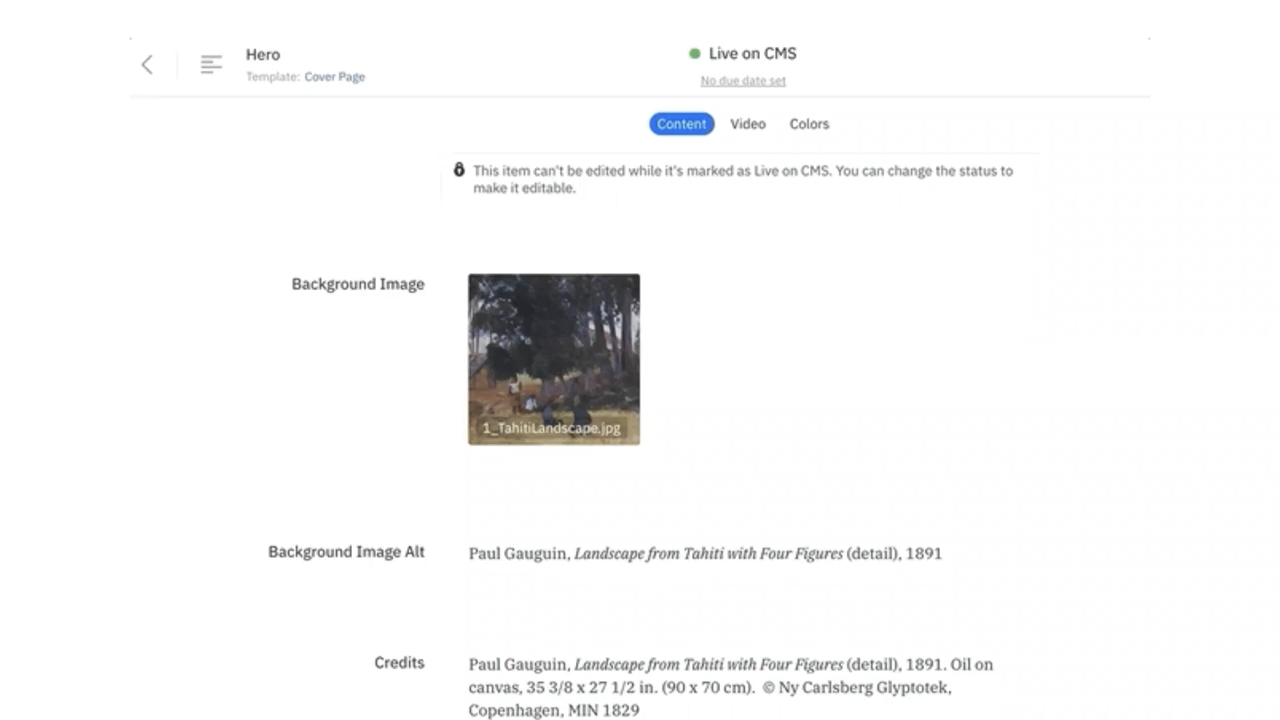 Hero
Template: Cover Page
Live on CMS
No due date set
Content Video Colors
This item can't be edited while it's marked as Live on CMS. You can change the status to
make it editable.
Background Image
1_TahitiLandscape.jpg
Background Image Alt
Paul Gauguin, Landscape from Tahiti with Four Figures (detail), 1891
Credits
Paul Gauguin, Landscape from Tahiti with Four Figures (detail), 1891. Oil on
canvas, 35 3/8 x 27 1/2 in. (90 x 70 cm). © Ny Carlsberg Glyptotek,
Copenhagen, MIN 1829